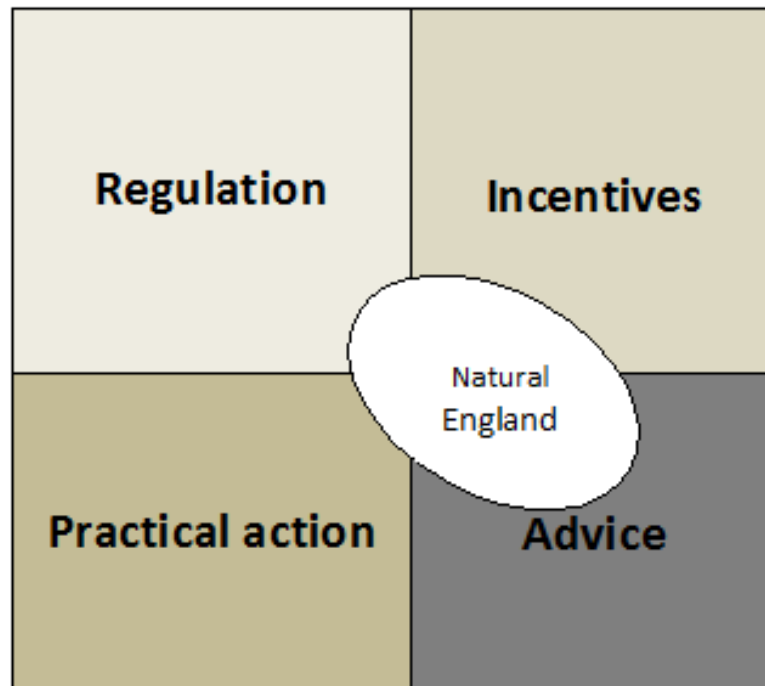 Regulation
Incentives
Natural
England
Practical action
Advice